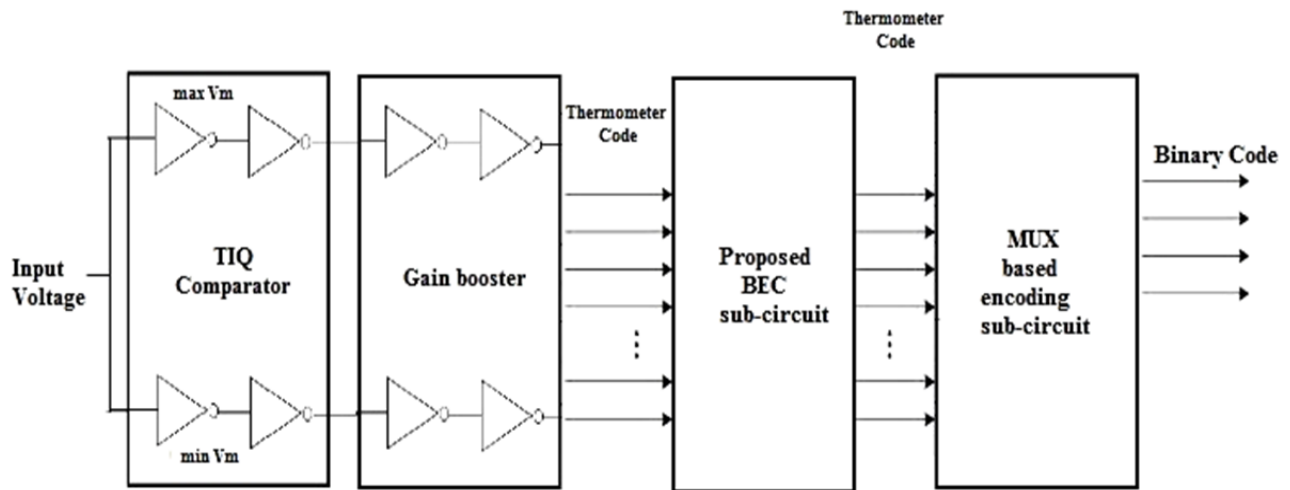 Thermometer
Code
max Vm
Thermometer
Code
Binary Code
Input
Voltage
TIQ
Comparator
Gain booster
Proposed
BEC
sub-circuit
MUX
based
encoding
sub-circuit
min Vm